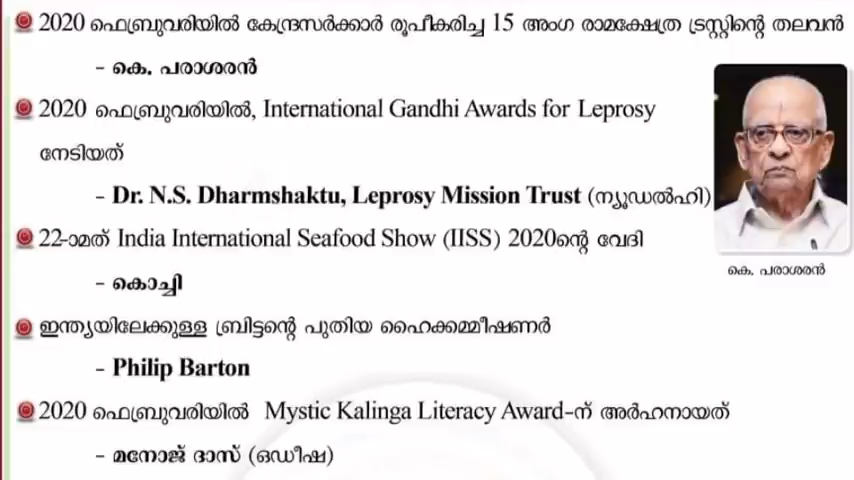 2020 ഫെബ്രുവരിയിൽ കേന്ദ്രസർക്കാർ രൂപീകരിച്ച 15 അംഗ രാമക്ഷേത്ര ട്രസ്റ്റിന്റെ തലവൻ
- കെ. പരാശരൻ
2020 ഫെബ്രുവരിയിൽ, International Gandhi Awards for Leprosy
നേടിയത്
- Dr. N.S. Dharmshaktu, Leprosy Mission Trust (ന്യൂഡൽഹി)
22-ാമത് India International Seafood Show (IISS) 2020ന്റെ വേദി
കെ. പരാശരൻ
- കൊച്ചി
ഇന്ത്യയിലേക്കുള്ള ബ്രിട്ടന്റെ പുതിയ ഹൈക്കമ്മീഷണർ
- Philip Barton
2020 ഫെബ്രുവരിയിൽ Mystic Kalinga Literacy Award-ന് അർഹനായത്
- മനോജ് ദാസ് (ഒഡീഷ)